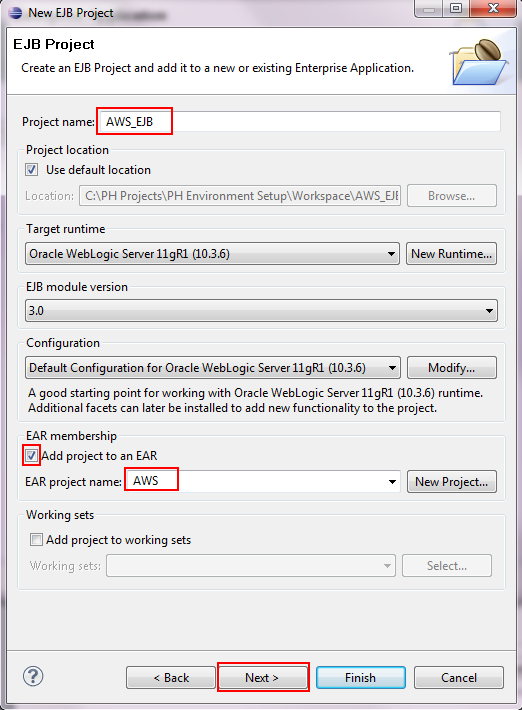 New EJB Project
EJB Project
Create an EJB Project and add it to a new or existing Enterprise Application.
Project name: AWS_EJB
Project location
Use default location
Location: C:\PH Projects\PH Environment Setup\Workspace\AWS_EJB Browse...
Target runtime
Oracle WebLogic Server 11gR1 (10.3.6) New Runtime...
EJB module version
3.0
Configuration
Default Configuration for Oracle WebLogic Server 11gR1 (10.3.6) Modify...
A good starting point for working with Oracle WebLogic Server 11gR1 (10.3.6) runtime.
Additional facets can later be installed to add new functionality to the project.
EAR membership
Add project to an EAR
EAR project name: AWS New Project...
Working sets
Add project to working sets
Working sets: Select...
? < Back Next > Finish Cancel